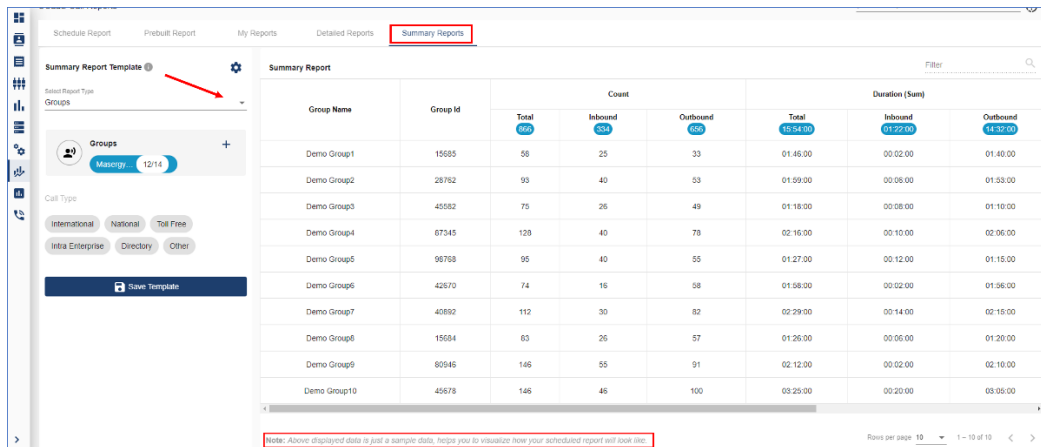 Schedule Report Prebuilt Report My Reports Detailed Reports Summary Reports
Summary Report Template
Select Report Type
Groups
Groups
Masergy... 12/14
Call Type
International National Toll Free
Intra Enterprise Directory Other
Save Template
Summary Report Filter
Count Duration (Sum)
Group Name Group Id Total Inbound Outbound Total Inbound Outbound
866 334 656 15:54:00 01:22:00 14:32:00
Demo Group1 15685 58 25 33 01:46:00 00:02:00 01:40:00
Demo Group2 28762 93 40 53 01:59:00 00:06:00 01:53:00
Demo Group3 45582 75 26 49 01:18:00 00:08:00 01:10:00
Demo Group4 87345 128 40 78 02:16:00 00:10:00 02:06:00
Demo Group5 98768 95 40 55 01:27:00 00:12:00 01:15:00
Demo Group6 42670 74 16 58 01:58:00 00:02:00 01:56:00
Demo Group7 40892 112 30 82 02:29:00 00:14:00 02:15:00
Demo Group8 15684 83 26 57 01:26:00 00:06:00 01:20:00
Demo Group9 80946 146 55 91 02:12:00 00:02:00 02:10:00
Demo Group10 45678 146 46 100 03:25:00 00:20:00 03:05:00
Note: Above displayed data is just a sample data, helps you to visualize how your scheduled report will look like.
Rows per page 10 1 – 10 of 10